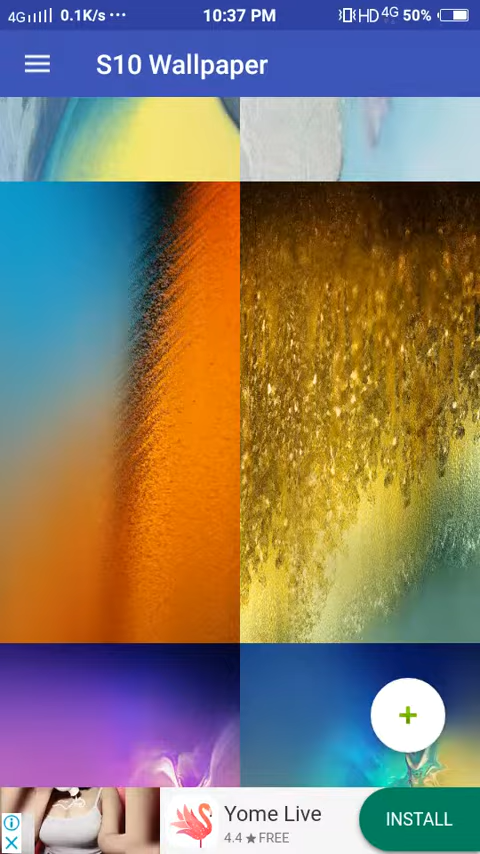 4G 0.1K/s ··· 10:37 PM HD 4G 50%
S10 Wallpaper
Yome Live
4.4 ★ FREE
INSTALL